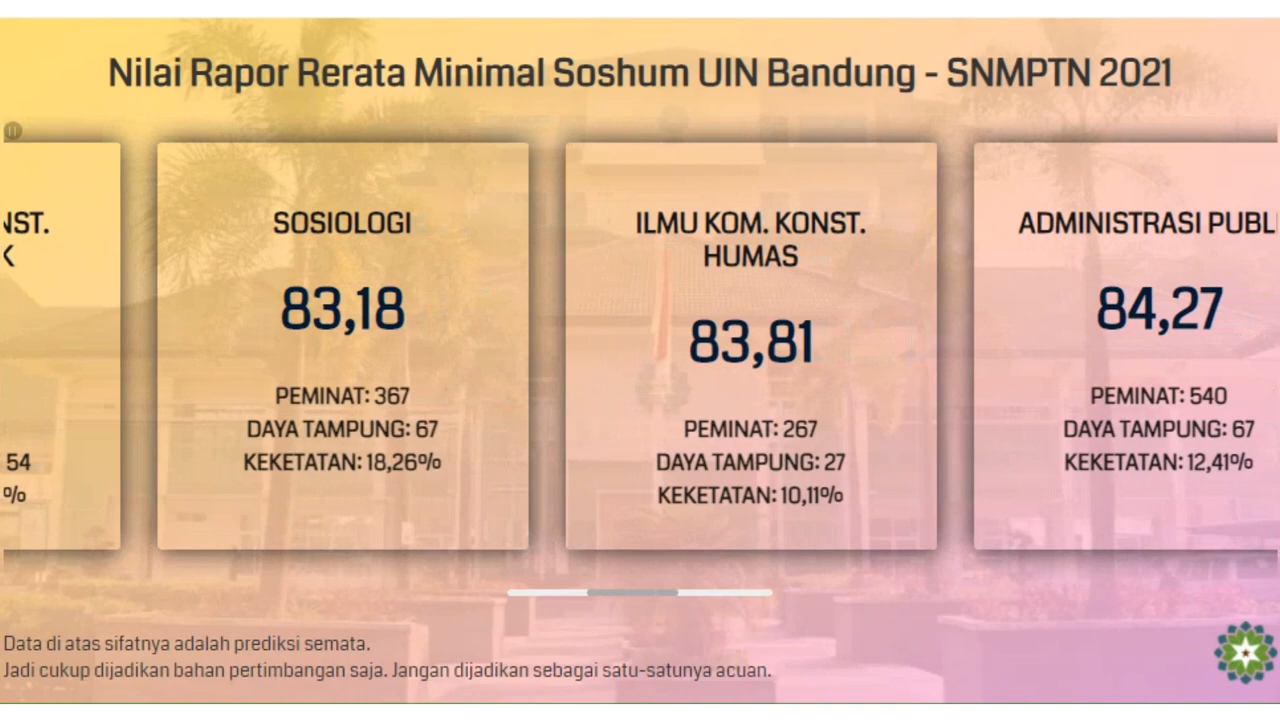 Nilai Rapor Rerata Minimal Soshum UIN Bandung - SNMPTN 2021
NST.
K
54
%
SOSIOLOGI
83,18
PEMINAT: 367
DAYA TAMPUNG: 67
KEKETATAN: 18,26%
ILMU KOM. KONST.
HUMAS
83,81
PEMINAT: 267
DAYA TAMPUNG: 27
KEKETATAN: 10,11%
ADMINISTRASI PUBLI
84,27
PEMINAT: 540
DAYA TAMPUNG: 67
KEKETATAN: 12,41%
Data di atas sifatnya adalah prediksi semata.
Jadi cukup dijadikan bahan pertimbangan saja. Jangan dijadikan sebagai satu-satunya acuan.